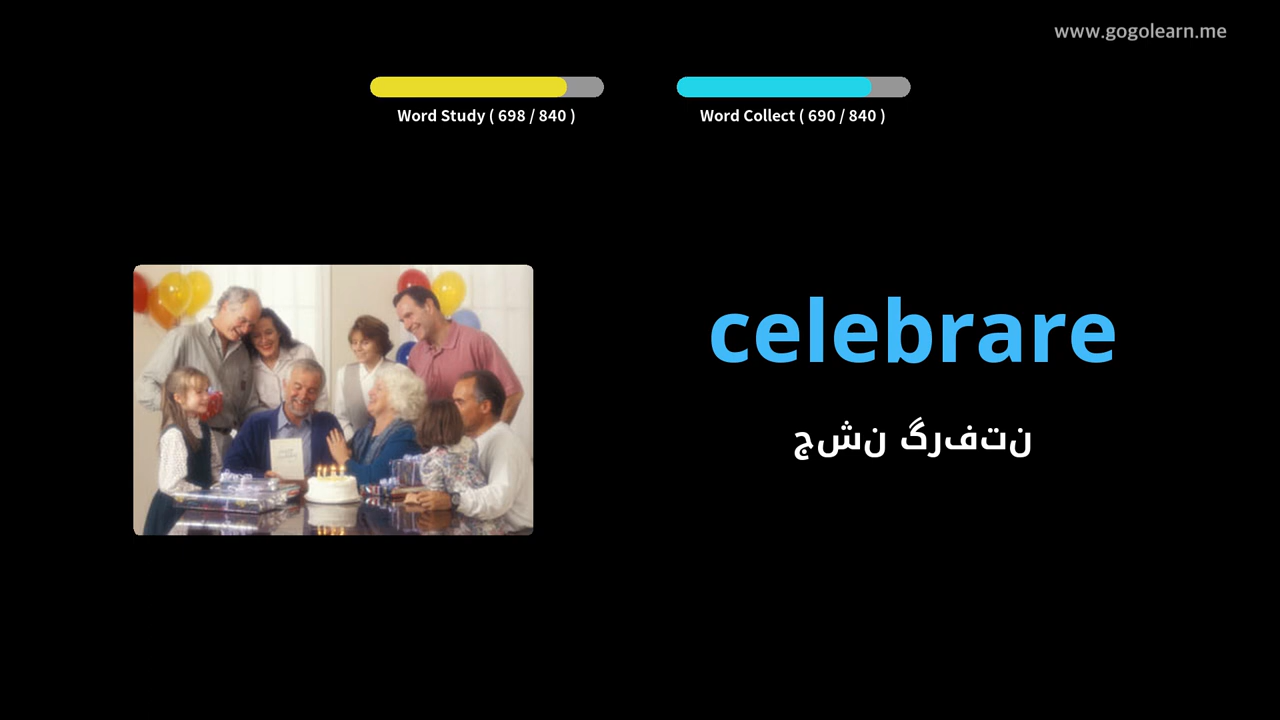 www.gogolearn.me
Word Study ( 698 / 840 )
Word Collect ( 690 / 840 )
celebrare
جشن گرفتن